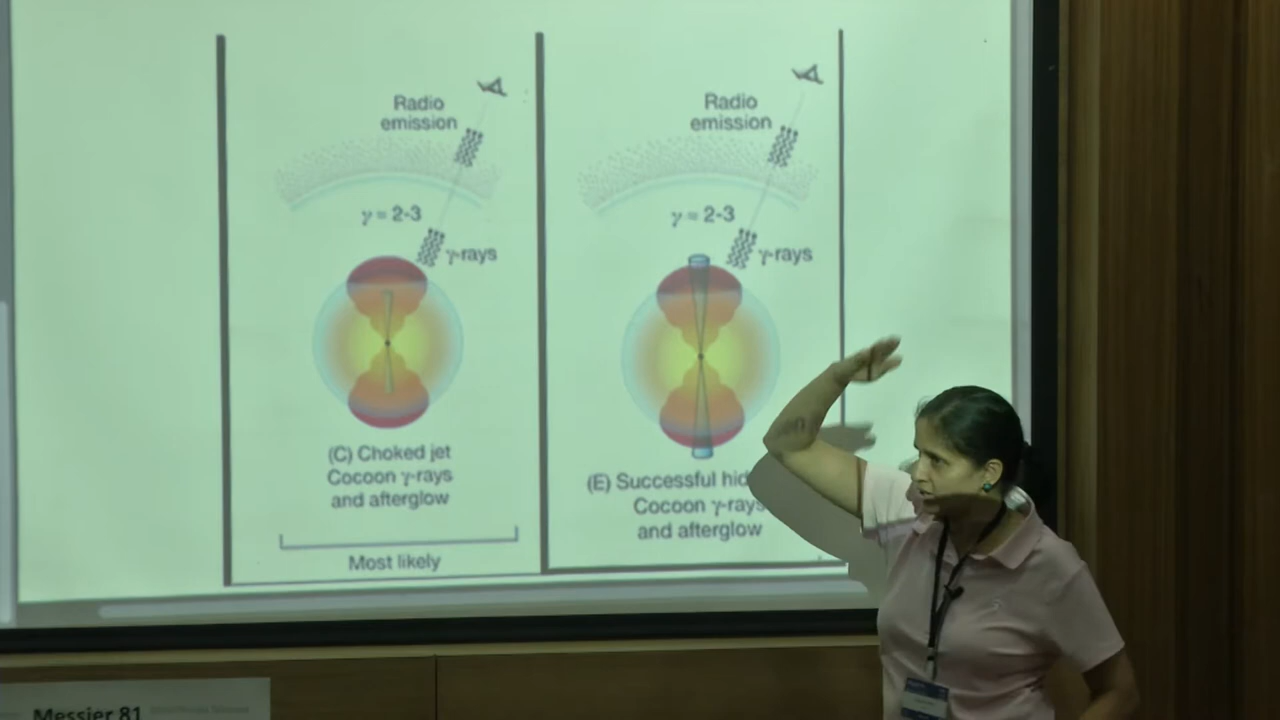 Radio
emission
γ ≈ 2-3
γ-rays
(C) Choked jet
Cocoon γ-rays
and afterglow
Most likely
Radio
emission
γ ≈ 2-3
γ-rays
(E) Successful
Cocoon γ-rays
and afterglow
Messier 81